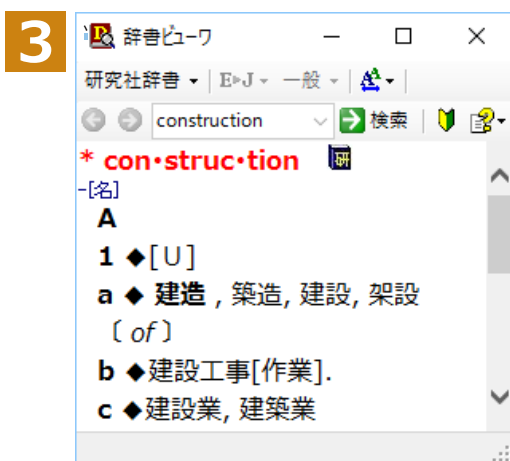 3
辞書ビューワ
研究社辞書 E▸J 一般 A
construction 検索
* con·struc·tion 研
-[名]
A
1 ◆[U]
a ◆ 建造 , 築造, 建設, 架設
〔 of 〕
b ◆建設工事[作業].
c ◆建設業, 建築業